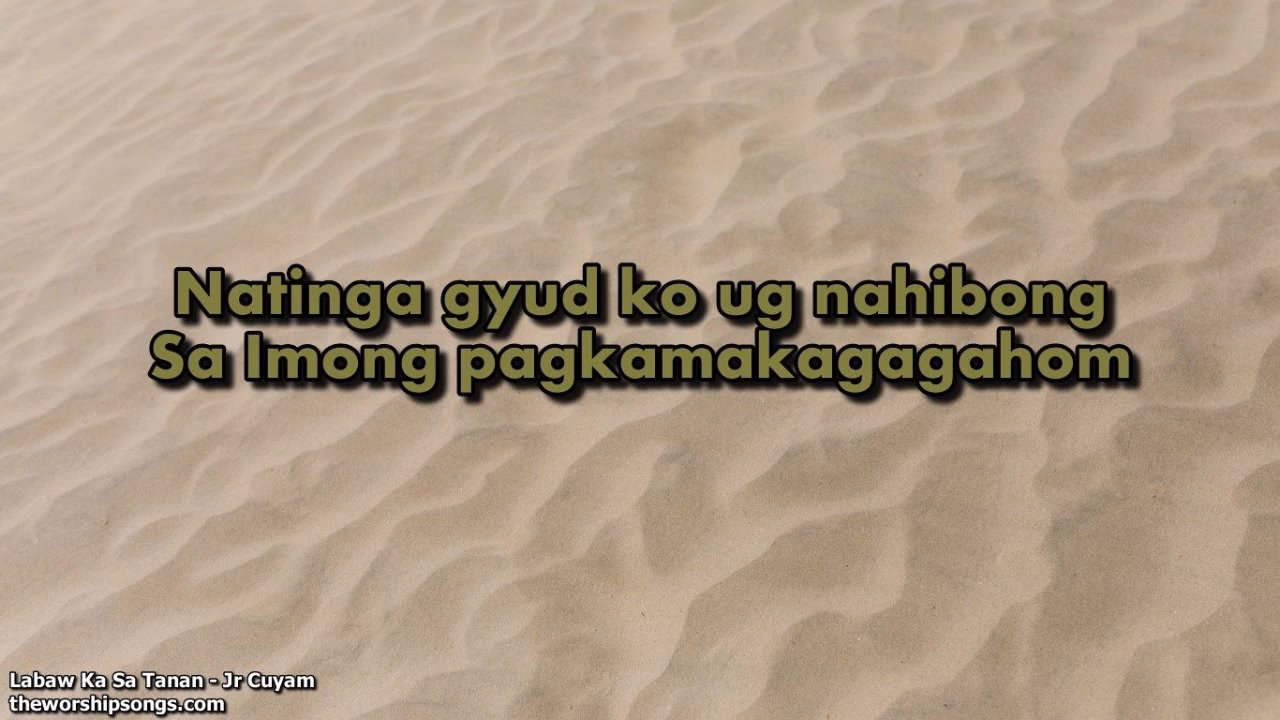 Natinga gyud ko ug nahibong
Sa Imong pagkamakagagahom
Labaw Ka Sa Tanan - Jr Cuyam
theworshipsongs.com